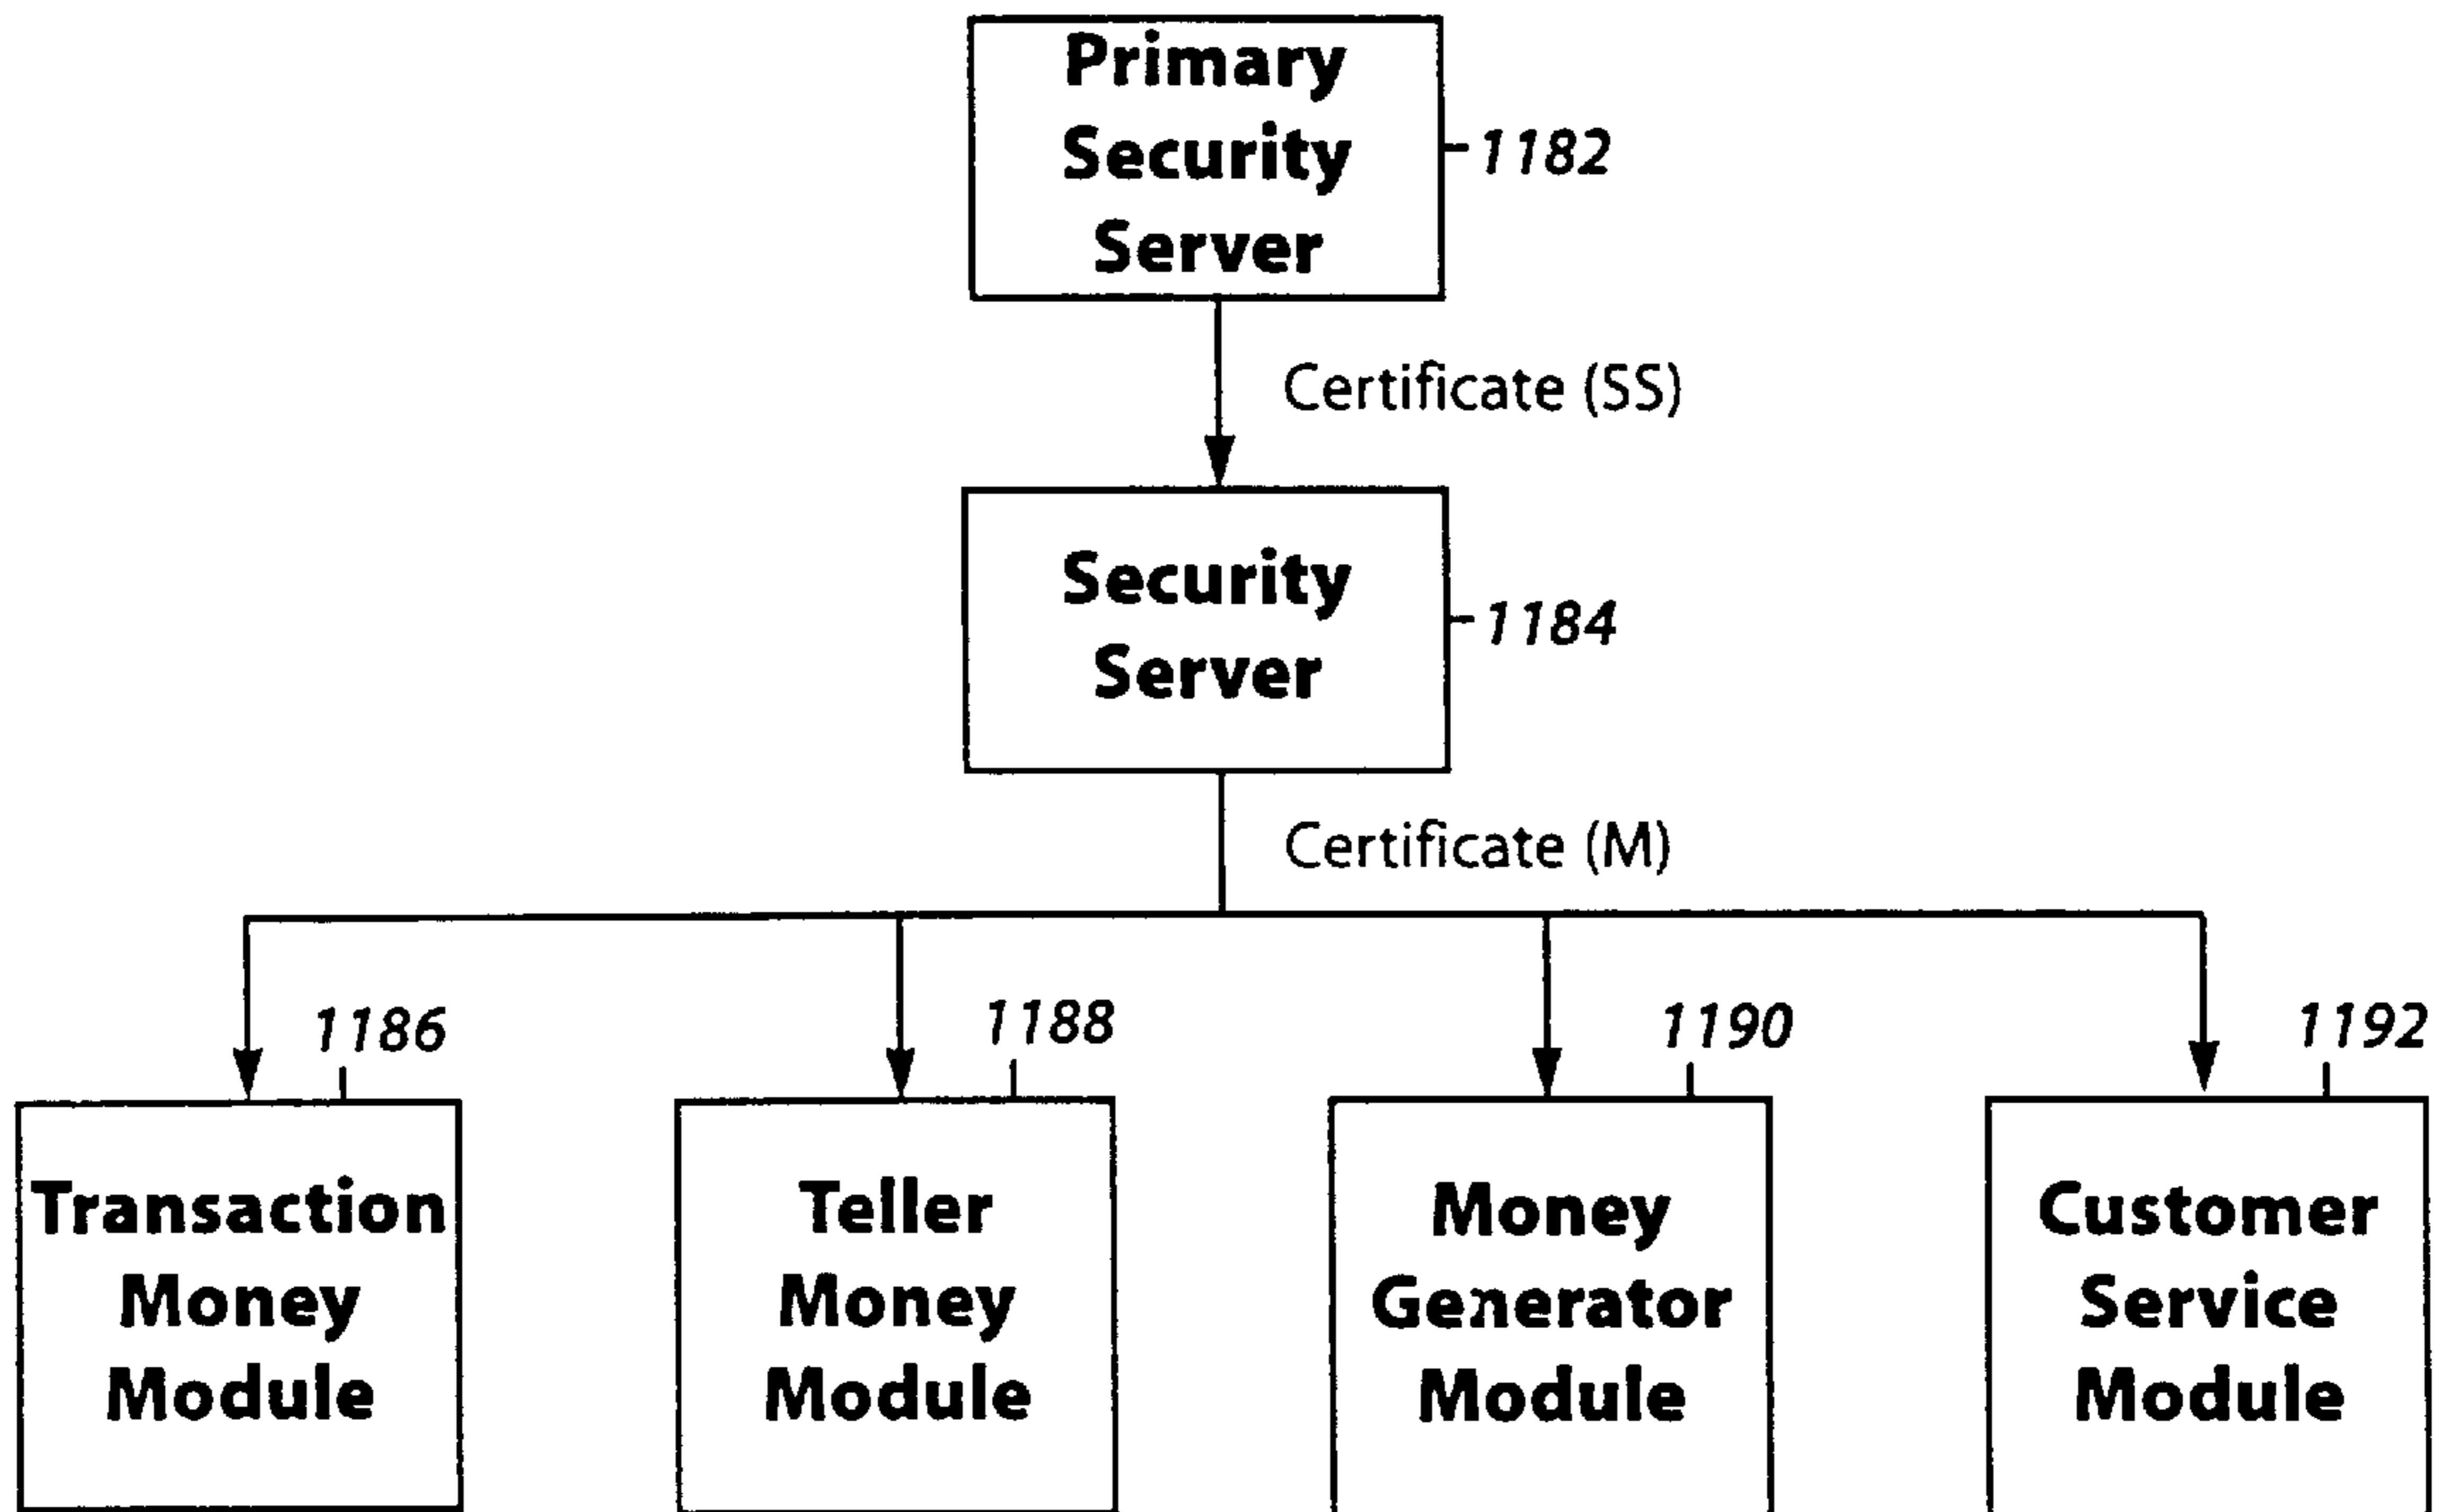 Primary
Security
Server
1182
Certificate (SS)
Security
Server
1184
Certificate (M)
1186
1188
1190
1192
Transaction
Money
Module
Teller
Money
Module
Money
Generator
Module
Customer
Service
Module